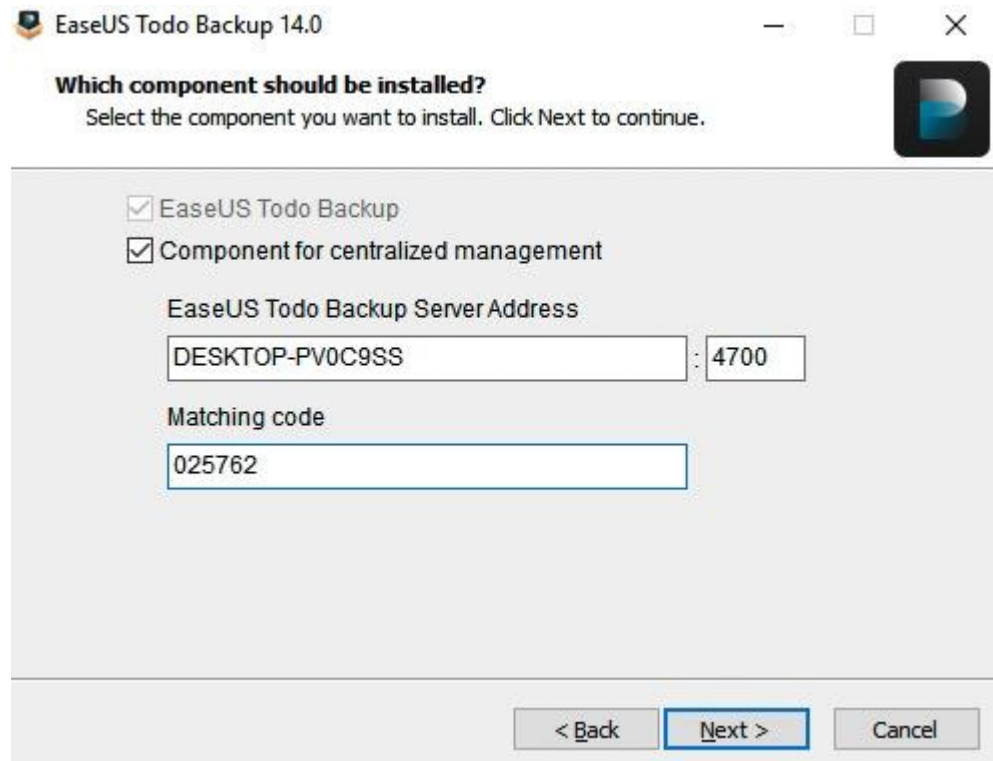 EaseUS Todo Backup 14.0
Which component should be installed?
Select the component you want to install. Click Next to continue.
EaseUS Todo Backup
Component for centralized management
EaseUS Todo Backup Server Address
DESKTOP-PV0C9SS : 4700
Matching code
025762
< Back Next > Cancel